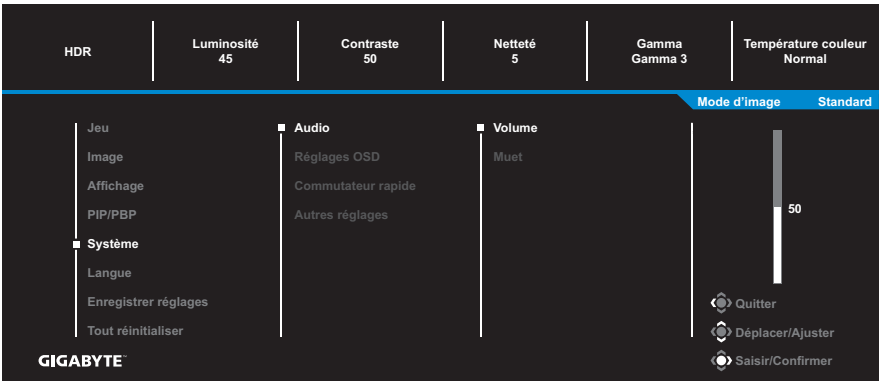 HDR
Luminosité
45
Contraste
50
Netteté
5
Gamma
Gamma 3
Température couleur
Normal
Mode d'image Standard
Jeu
Image
Affichage
PIP/PBP
Système
Langue
Enregistrer réglages
Tout réinitialiser
Audio
Réglages OSD
Commutateur rapide
Autres réglages
Volume
Muet
50
Quitter
Déplacer/Ajuster
Saisir/Confirmer
GIGABYTE™